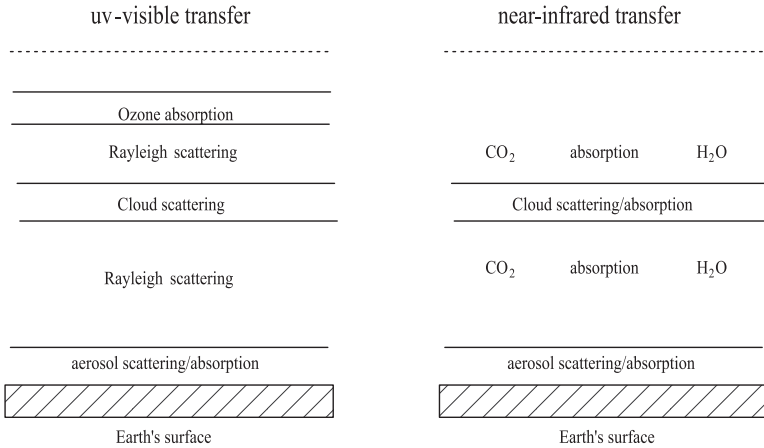 uv-visible transfer
Ozone absorption
Rayleigh scattering
Cloud scattering
Rayleigh scattering
aerosol scattering/absorption
Earth's surface
near-infrared transfer
CO₂ absorption H₂O
Cloud scattering/absorption
CO₂ absorption H₂O
aerosol scattering/absorption
Earth's surface